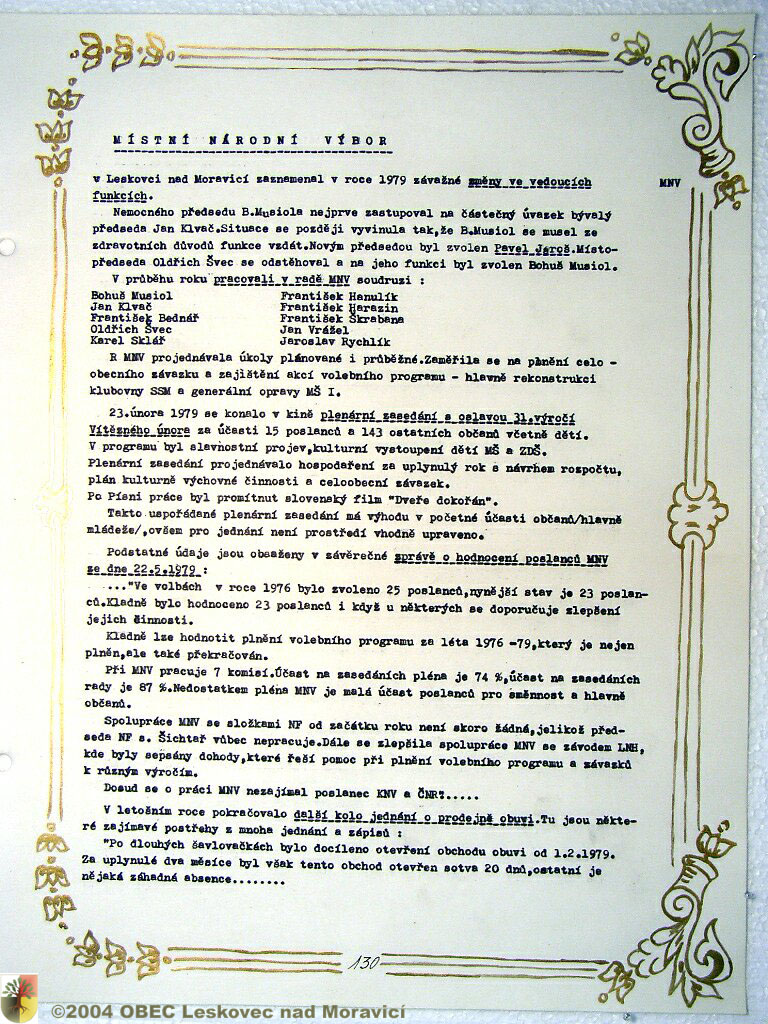 MÍSTNÍ NÁRODNÍ VÝBOR
v Leskovci nad Moravicí zaznamenal v roce 1979 závažné změny ve vedoucích
MNV
funkcích.
Nemocného předsedu B.Musiola nejprve zastupoval na částečný úvazek bývalý
předseda Jan Klvač.Situace se později vyvinula tak,že B.Musiol se musel ze
zdravotních důvodů funkce vzdát.Novým předsedou byl zvolen Pavel Jaroš.Místo-
předseda Oldřich Švec se odstěhoval a na jeho funkci byl zvolen Bohuš Musiol.
V průběhu roku pracovali v radě MNV soudruzi :
Bohuš Musiol František Hanulík
Jan Klvač František Harazin
František Bednář František Škrabana
Oldřich Švec Jan Vrážel
Karel Sklář Jaroslav Rychlík
R MNV projednávala úkoly plánované i průběžné.Zaměřila se na plnění celo -
obecního závazku a zajištění akcí volebního programu - hlavně rekonstrukci
klubovny SSM a generální opravy MŠ I.
23.února 1979 se konalo v kině plenární zasedání s oslavou 31.výročí
Vítězného února za účasti 15 poslanců a 143 ostatních občanů včetně dětí.
V programu byl slavnostní projev,kulturní vystoupení dětí MŠ a ZDŠ.
Plenární zasedání projednávalo hospodaření za uplynulý rok s návrhem rozpočtu,
plán kulturně výchovné činnosti a celoobecní závazek.
Po Písni práce byl promítnut slovenský film "Dveře dokořán".
Takto uspořádané plenární zasedání má výhodu v početné účasti občanů/hlavně
mládeže/,ovšem pro jednání není prostředí vhodně upraveno.
Podstatné údaje jsou obsaženy v závěrečné zprávě o hodnocení poslanců MNV
ze dne 22.5.1979 :
..."Ve volbách v roce 1976 bylo zvoleno 25 poslanců,nynější stav je 23 poslan-
ců.Kladně bylo hodnoceno 23 poslanců i když u některých se doporučuje zlepšení
jejich činnosti.
Kladně lze hodnotit plnění volebního programu za léta 1976 -79,který je nejen
plněn,ale také překračován.
Při MNV pracuje 7 komisí.Účast na zasedáních pléna je 74 %,účast na zasedáních
rady je 87 %.Nedostatkem pléna MNV je malá účast poslanců pro směnnost a hlavně
občanů.
Spolupráce MNV se složkami NF od začátku roku není skoro žádná,jelikož před-
seda NF s. Šichtař vůbec nepracuje.Dále se zlepšila spolupráce MNV se závodem LNH,
kde byly sepsány dohody,které řeší pomoc při plnění volebního programu a závazků
k různým výročím.
Dosud se o práci MNV nezajímal poslanec KNV a ČNR".....
V letošním roce pokračovalo další kolo jednání o prodejně obuvi.Tu jsou někte-
ré zajímavé postřehy z mnoha jednání a zápisů :
"Po dlouhých šavlovačkách bylo docíleno otevření obchodu obuví od 1.2.1979.
Za uplynulé dva měsíce byl však tento obchod otevřen sotva 20 dnů,ostatní je
nějaká záhadná absence........
130
©2004 OBEC Leskovec nad Moravicí